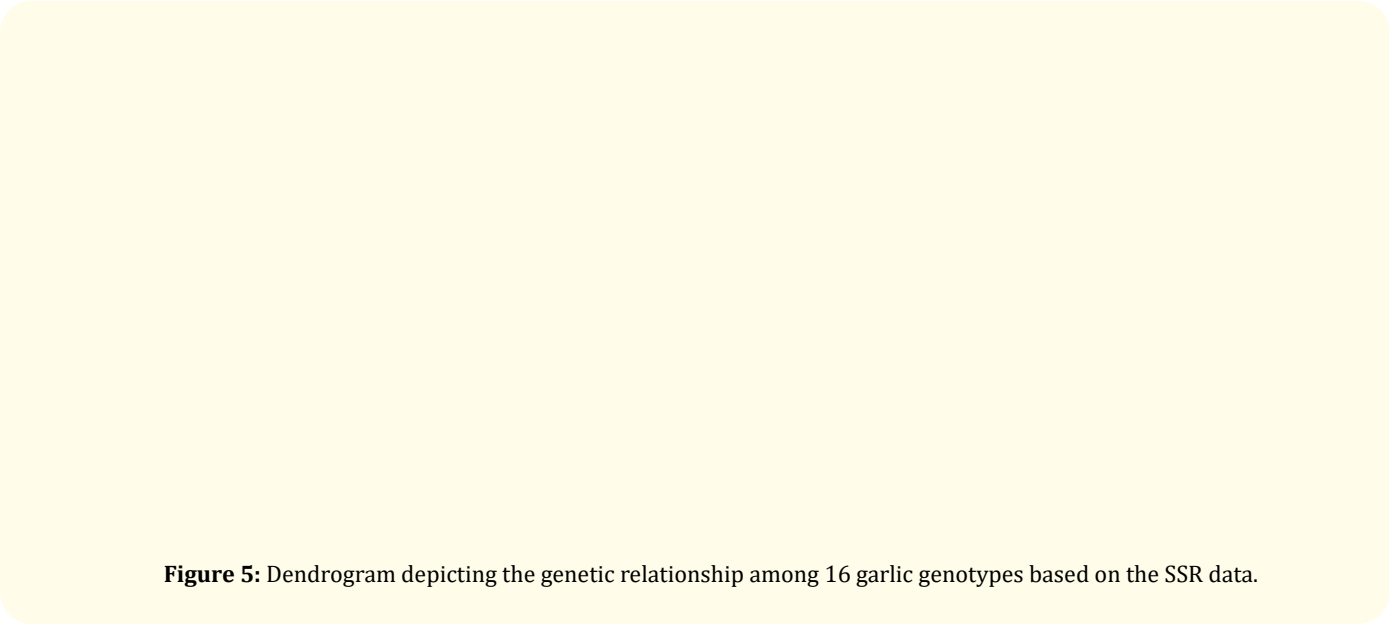 Figure 5: Dendrogram depicting the genetic relationship among 16 garlic genotypes based on the SSR data.